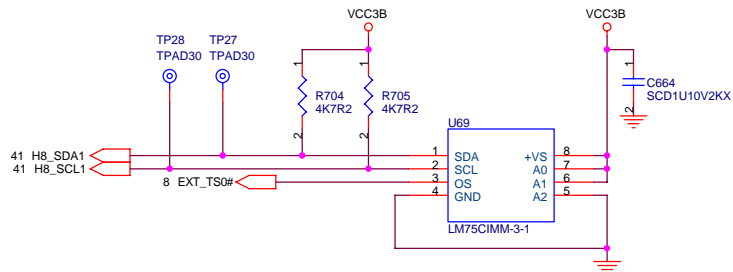 VCC3B
VCC3B
TP28
TPAD30
TP27
TPAD30
1
R704
4K7R2
2
1
R705
4K7R2
2
1
C664
SCD1U10V2KX
2
U69
41 H8_SDA1
41 H8_SCL1
8 EXT_TS0#
1 SDA +VS 8
2 SCL A0 7
3 OS A1 6
4 GND A2 5
LM75CIMM-3-1